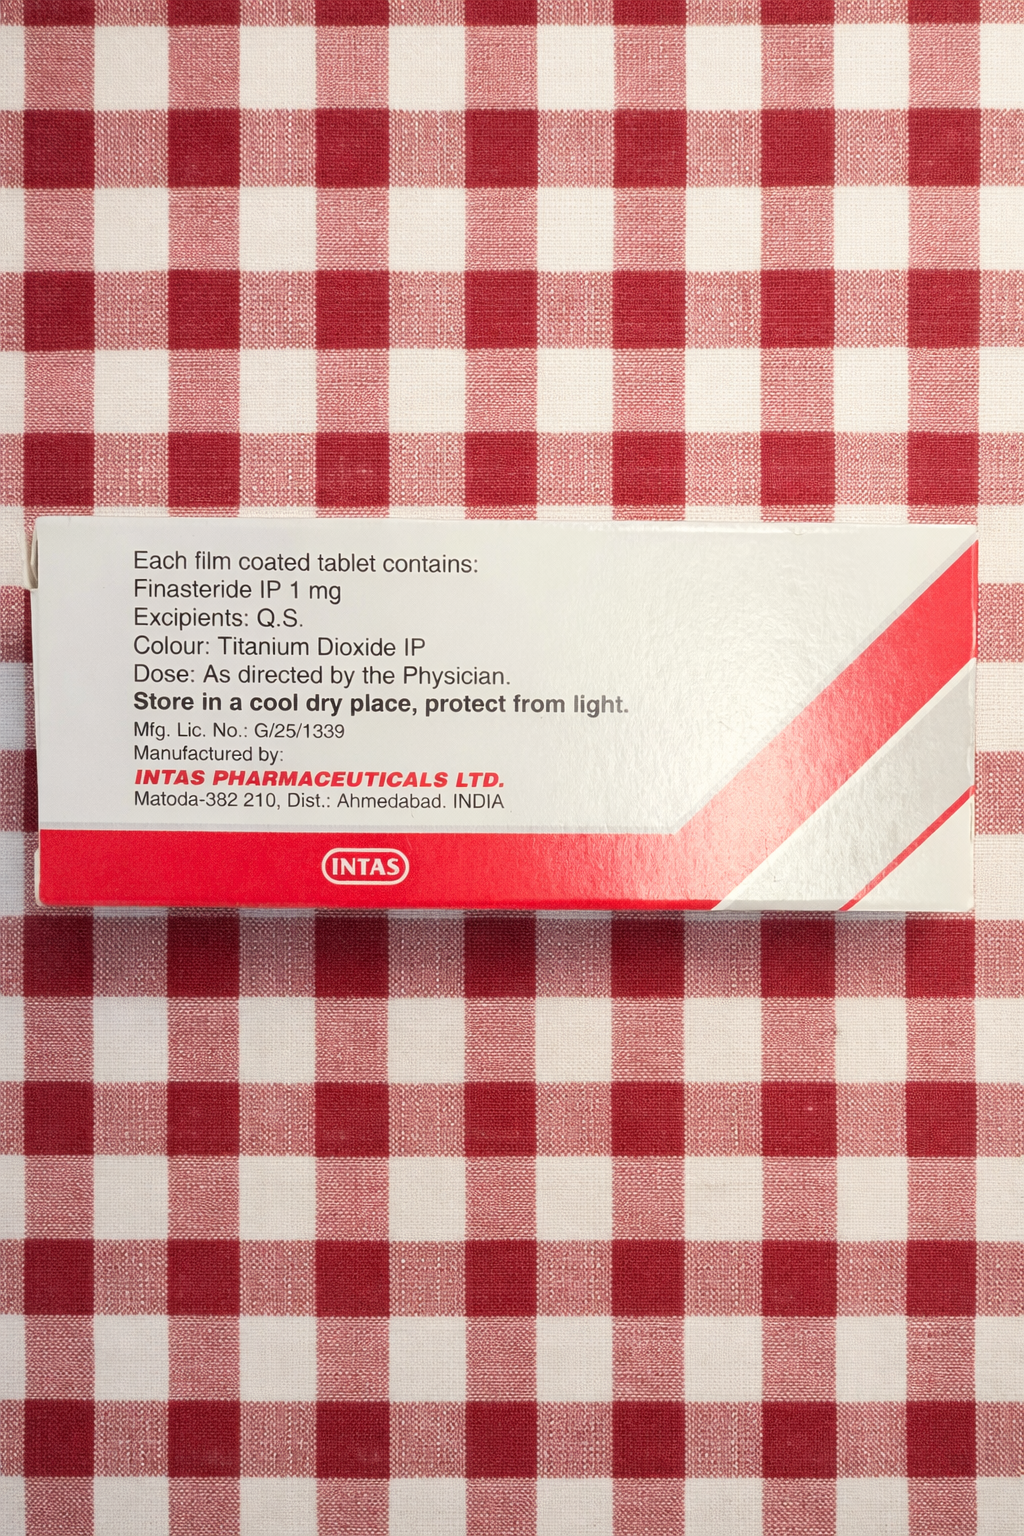 Each film coated tablet contains:
Finasteride IP 1 mg
Excipients: Q.S.
Colour: Titanium Dioxide IP
Dose: As directed by the Physician.
Store in a cool dry place, protect from light.
Mfg. Lic. No.: G/25/1339
Manufactured by:
INTAS PHARMACEUTICALS LTD.
Matoda-382 210, Dist.: Ahmedabad. INDIA
INTAS